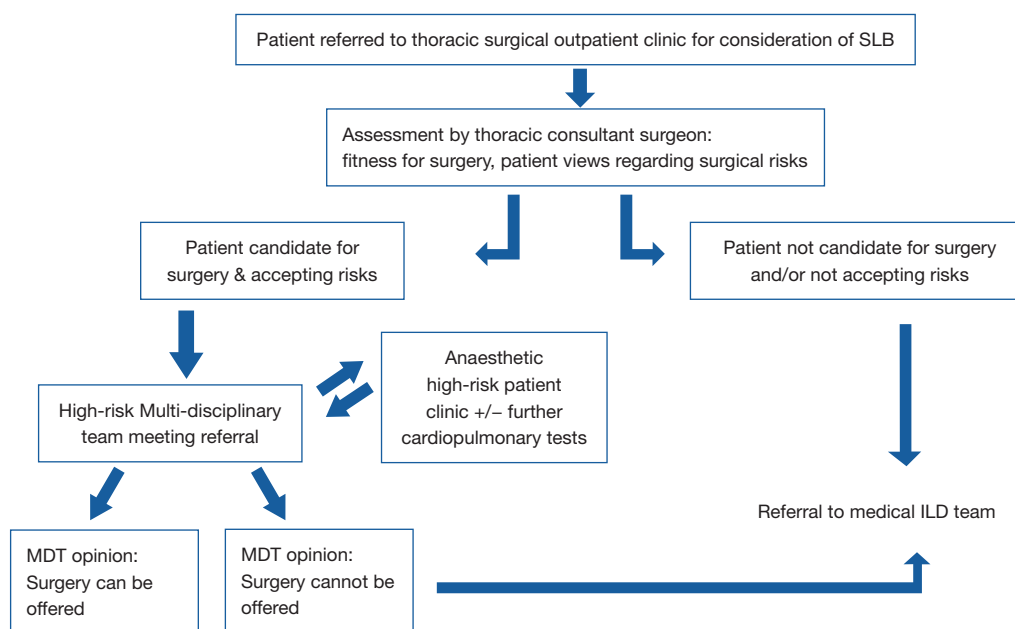 Patient referred to thoracic surgical outpatient clinic for consideration of SLB
Assessment by thoracic consultant surgeon:
fitness for surgery, patient views regarding surgical risks
Patient candidate for
surgery & accepting risks
Patient not candidate for surgery
and/or not accepting risks
Anaesthetic
high-risk patient
clinic +/− further
cardiopulmonary tests
High-risk Multi-disciplinary
team meeting referral
Referral to medical ILD team
MDT opinion:
Surgery can be
offered
MDT opinion:
Surgery cannot be
offered